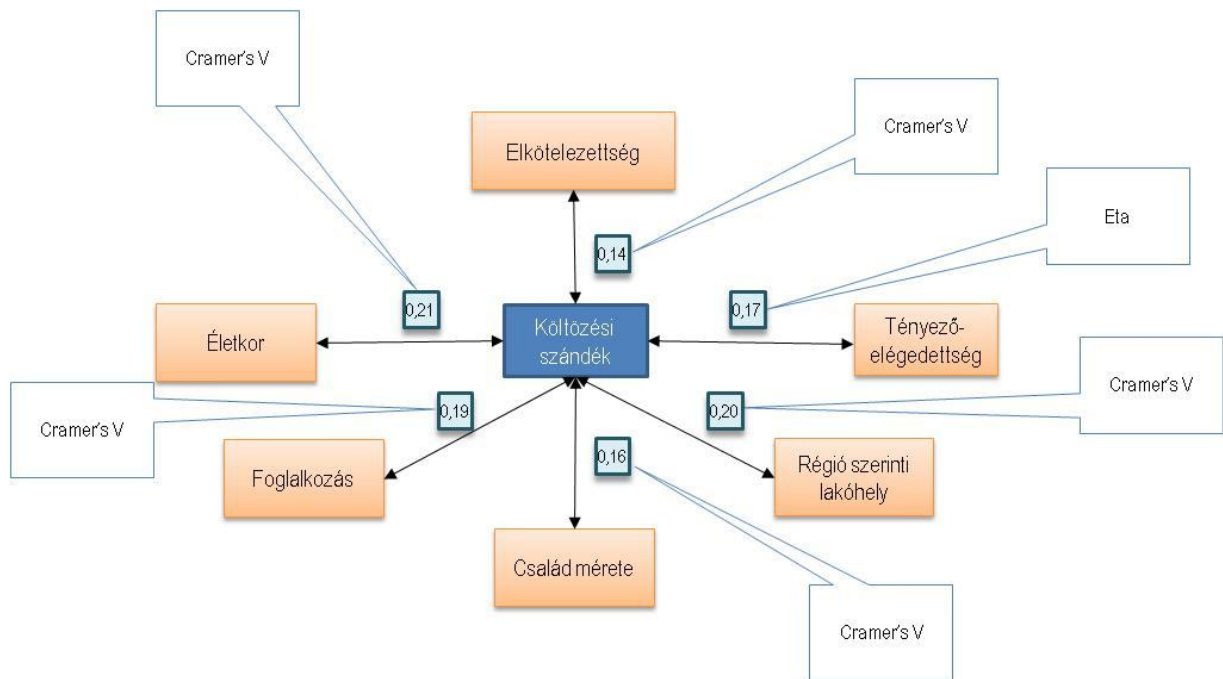 Cramer's V
Cramer's V
Elkötelezettség
Eta
0,14
0,21
0,17
Életkor
Költözési
szándék
Tényező-
elégedettség
Cramer's V
Cramer's V
0,19
0,20
Foglalkozás
0,16
Régió szerinti
lakóhely
Család mérete
Cramer's V